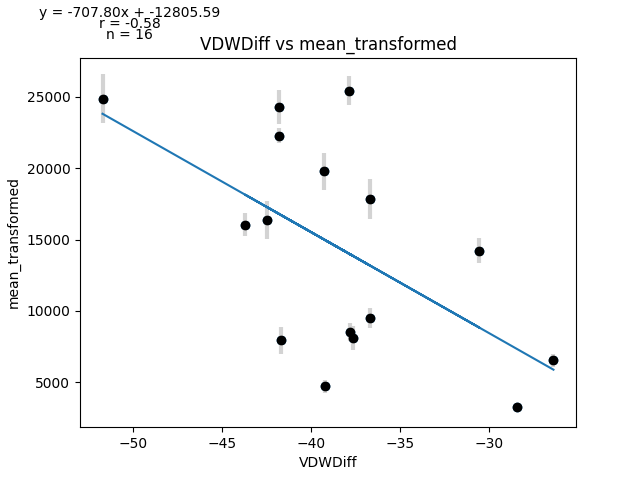 y = -707.80x + -12805.59
r = -0.58
n = 16
VDWDiff vs mean_transformed
25000
20000
15000
10000
5000
mean_transformed
−50
−45
−40
−35
−30
VDWDiff